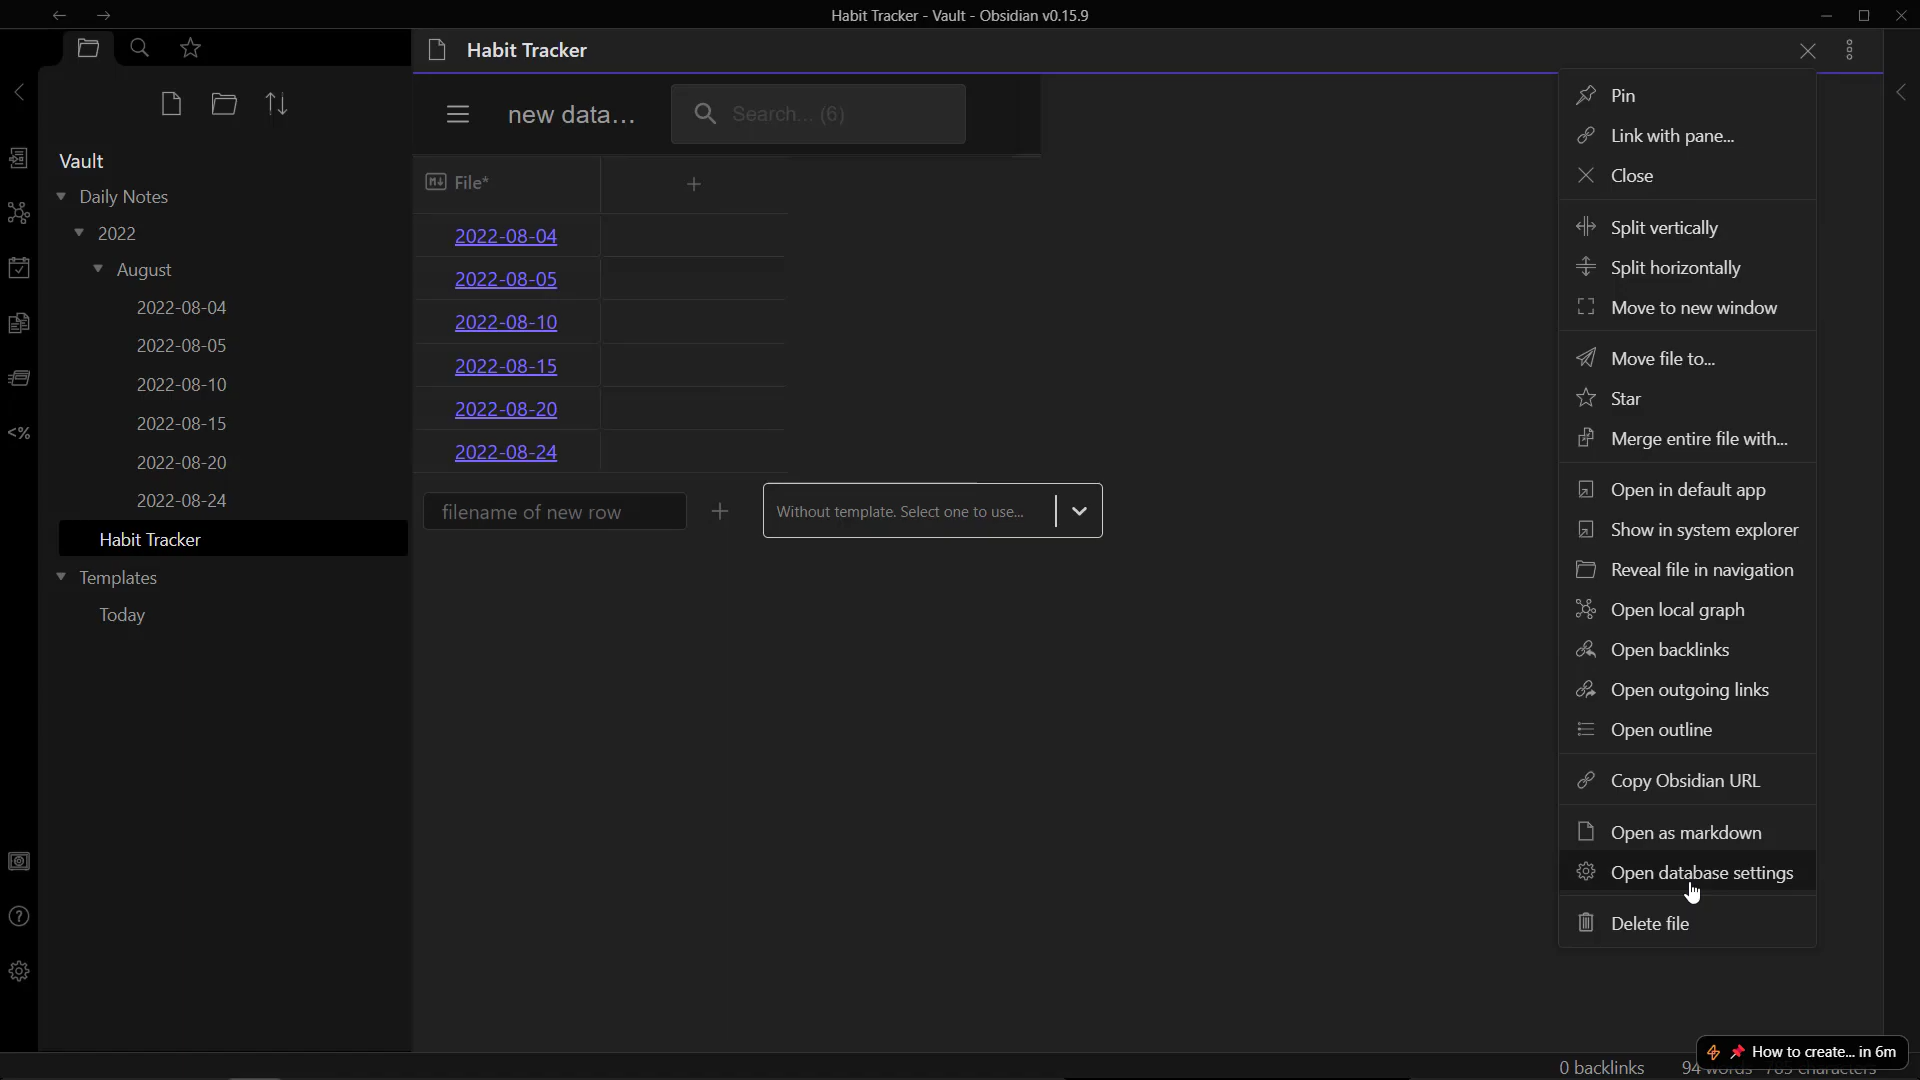 Habit Tracker - Vault - Obsidian v0.15.9
Habit Tracker
new data...
Search... (6)
Vault
Daily Notes
2022
August
2022-08-04
2022-08-05
2022-08-10
2022-08-15
2022-08-20
2022-08-24
Habit Tracker
Templates
Today
<%
M↓ File*
2022-08-04
2022-08-05
2022-08-10
2022-08-15
2022-08-20
2022-08-24
filename of new row
Without template. Select one to use...
Pin
Link with pane...
Close
Split vertically
Split horizontally
Move to new window
Move file to...
Star
Merge entire file with...
Open in default app
Show in system explorer
Reveal file in navigation
Open local graph
Open backlinks
Open outgoing links
Open outline
Copy Obsidian URL
Open as markdown
Open database settings
Delete file
How to create... in 6m
0 backlinks